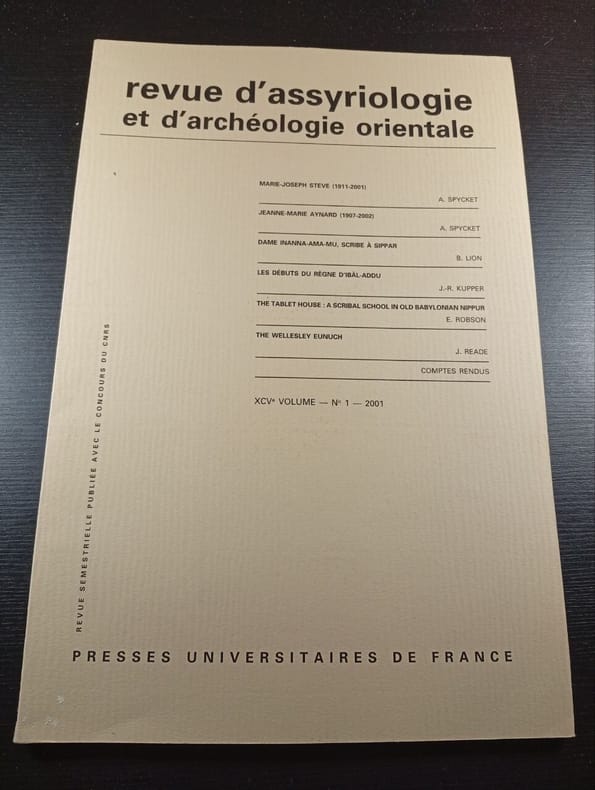 revue d'assyriologie
et d'archéologie orientale
MARIE-JOSEPH STEVE (1911-2001)
A. SPYCKET
JEANNE-MARIE AYNARD (1907-2002)
A. SPYCKET
DAME INANNA-AMA-MU, SCRIBE À SIPPAR
B. LION
LES DÉBUTS DU RÈGNE D'IBÂL-ADDU
J.-R. KUPPER
THE TABLET HOUSE : A SCRIBAL SCHOOL IN OLD BABYLONIAN NIPPUR
E. ROBSON
THE WELLESLEY EUNUCH
J. READE
COMPTES RENDUS
XCVe VOLUME — No 1 — 2001
REVUE SEMESTRIELLE PUBLIÉE AVEC LE CONCOURS DU CNRS
PRESSES UNIVERSITAIRES DE FRANCE